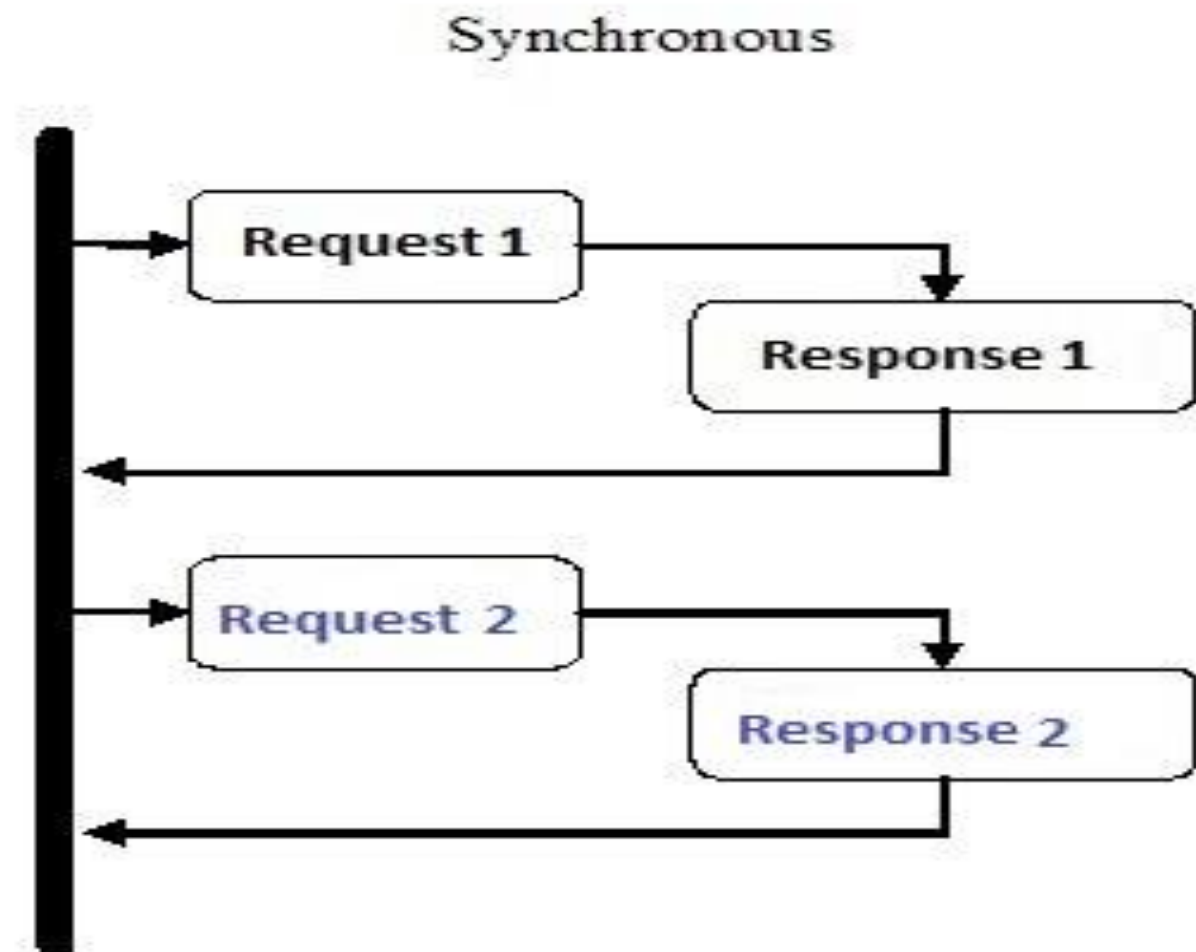 Synchronous
Request 1
Response 1
Request 2
Response 2